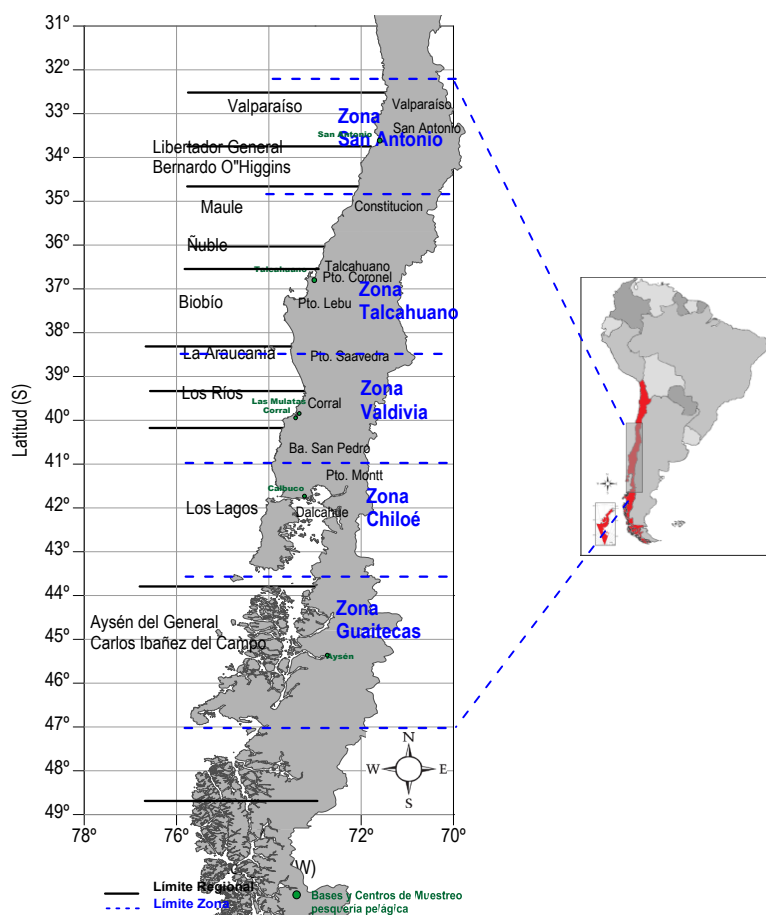 31°
32°
33°
34°
35°
36°
37°
38°
39°
40°
41°
42°
43°
44°
45°
46°
47°
48°
49°
78°
76°
74°
72°
70°
Latitud (S)
W)
Valparaíso
Libertador General
Bernardo O"Higgins
Maule
Ñuble
Biobío
La Araucanía
Los Ríos
Los Lagos
Aysén del General
Carlos Ibañez del Campo
Valparaíso
San Antonio
San Antonio
Zona
San Antonio
Constitucion
Talcahuano
Talcahuano
Pto. Coronel
Pto. Lebu
Zona
Talcahuano
Pto. Saavedra
Zona
Valdivia
Las Mulatas
Corral
Corral
Ba. San Pedro
Pto. Montt
Calbuco
Dalcahue
Zona
Chiloé
Zona
Guaitecas
Aysén
N
W
E
S
Límite Regional
Límite Zona
Bases y Centros de Muestreo
pesquería pelágica